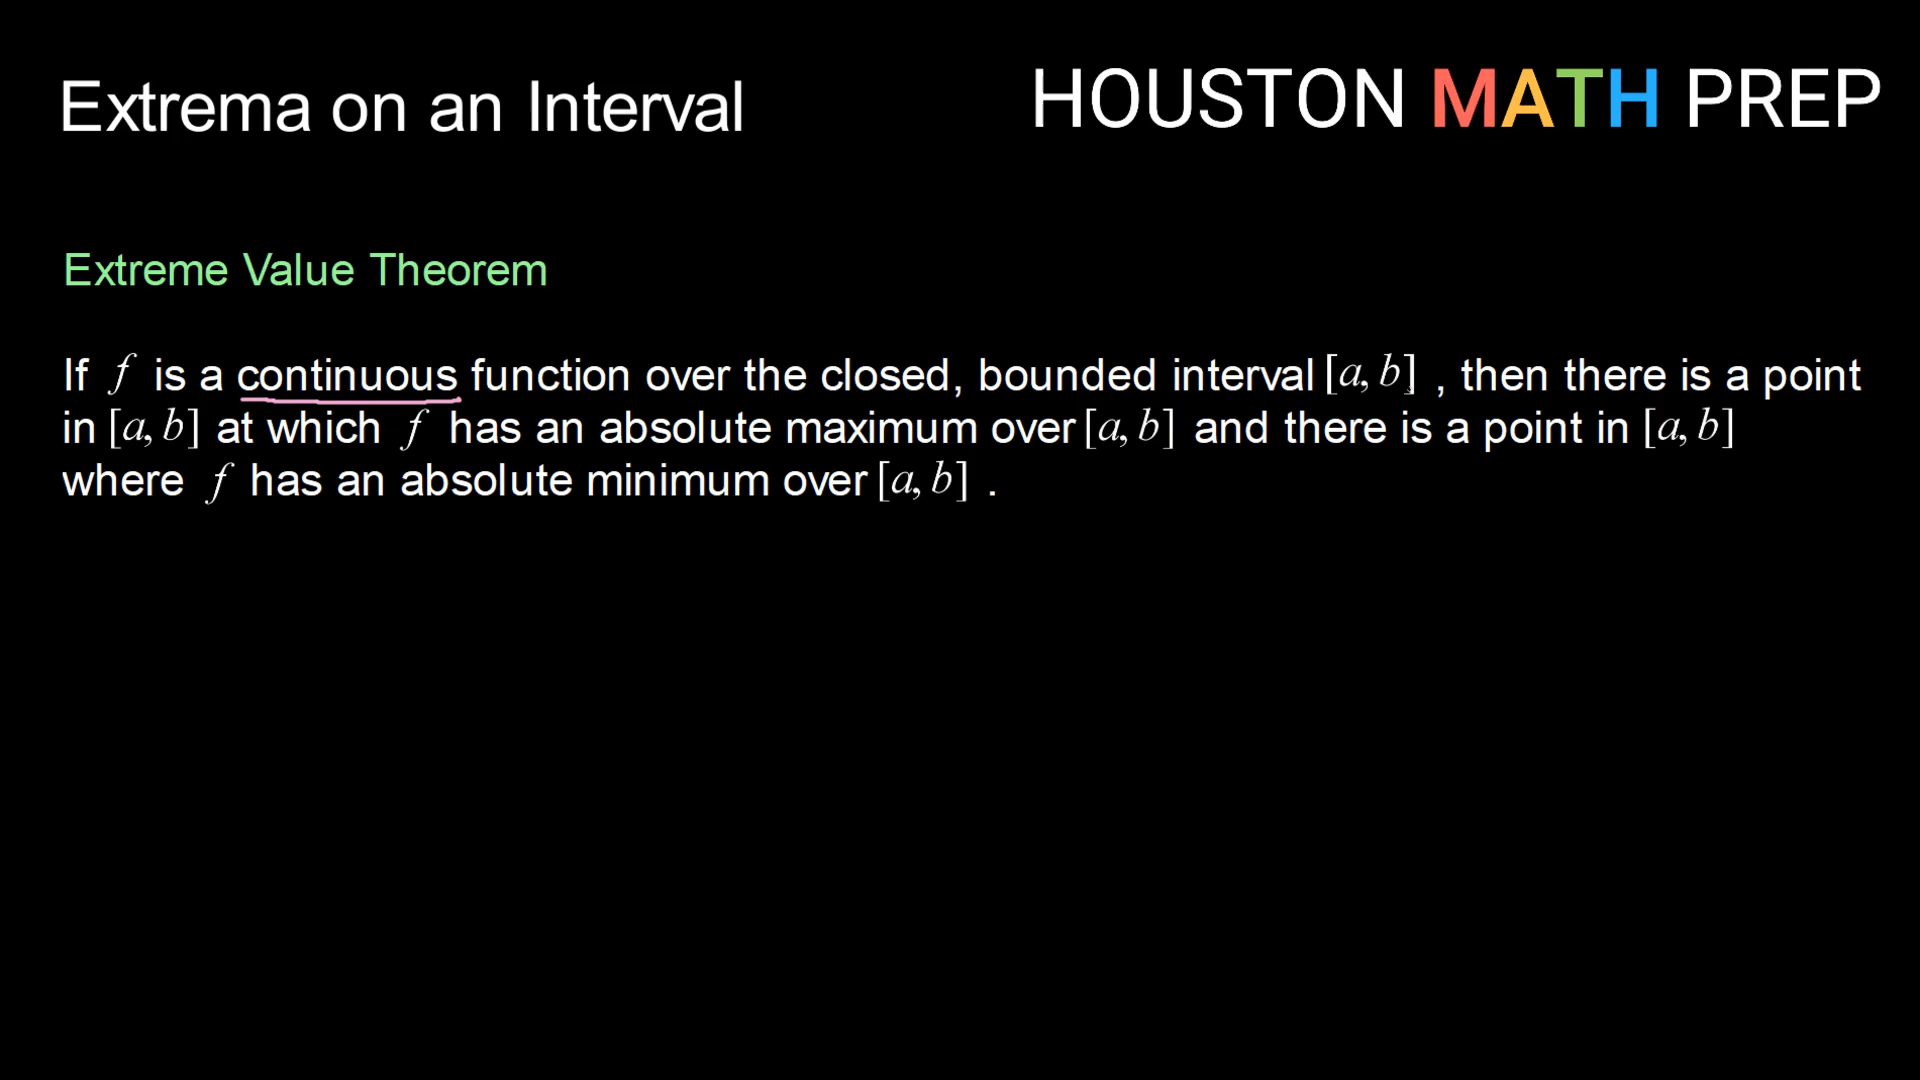 Extrema on an Interval
HOUSTON MATH PREP
Extreme Value Theorem
If f is a continuous function over the closed, bounded interval [a, b] , then there is a point
in [a, b] at which f has an absolute maximum over [a, b] and there is a point in [a, b]
where f has an absolute minimum over [a, b] .